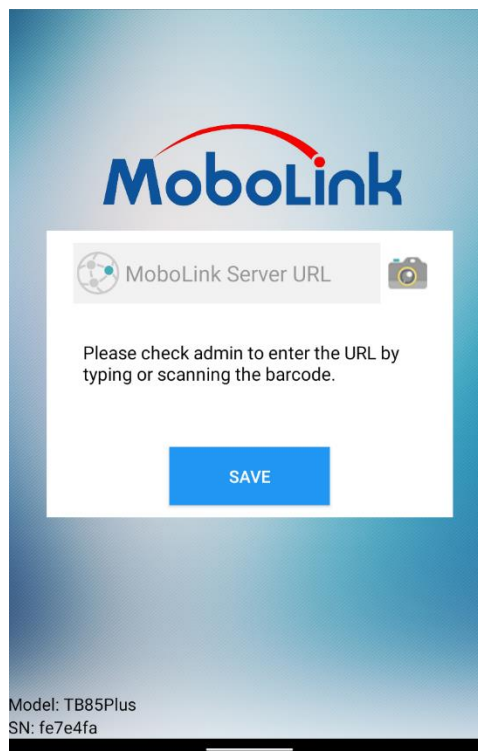 MoboLink
MoboLink Server URL
Please check admin to enter the URL by
typing or scanning the barcode.
SAVE
Model: TB85Plus
SN: fe7e4fa